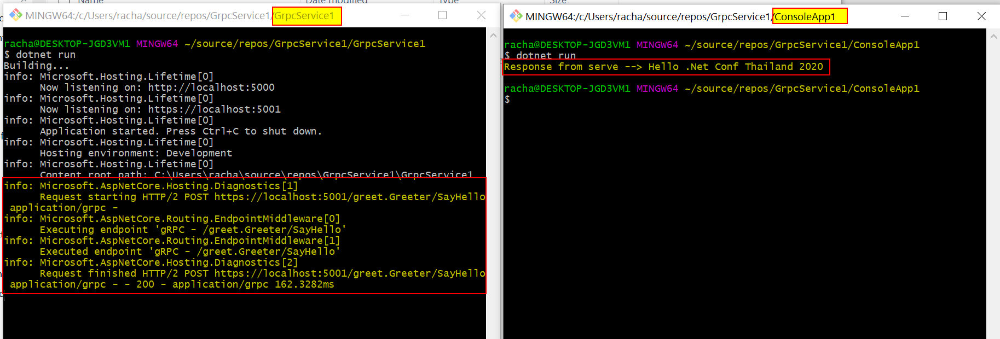 Name Date modified Type Size
MINGW64:/c/Users/racha/source/repos/GrpcService1/GrpcService1
racha@DESKTOP-JGD3VM1 MINGW64 ~/source/repos/GrpcService1/GrpcService1
$ dotnet run
Building...
info: Microsoft.Hosting.Lifetime[0]
Now listening on: http://localhost:5000
info: Microsoft.Hosting.Lifetime[0]
Now listening on: https://localhost:5001
info: Microsoft.Hosting.Lifetime[0]
Application started. Press Ctrl+C to shut down.
info: Microsoft.Hosting.Lifetime[0]
Hosting environment: Development
info: Microsoft.Hosting.Lifetime[0]
Content root path: C:\Users\racha\source\repos\GrpcService1\GrpcService1
info: Microsoft.AspNetCore.Hosting.Diagnostics[1]
Request starting HTTP/2 POST https://localhost:5001/greet.Greeter/SayHello
application/grpc -
info: Microsoft.AspNetCore.Routing.EndpointMiddleware[0]
Executing endpoint 'gRPC - /greet.Greeter/SayHello'
info: Microsoft.AspNetCore.Routing.EndpointMiddleware[1]
Executed endpoint 'gRPC - /greet.Greeter/SayHello'
info: Microsoft.AspNetCore.Hosting.Diagnostics[2]
Request finished HTTP/2 POST https://localhost:5001/greet.Greeter/SayHello
application/grpc - - 200 - application/grpc 162.3282ms
MINGW64:/c/Users/racha/source/repos/GrpcService1/ConsoleApp1
racha@DESKTOP-JGD3VM1 MINGW64 ~/source/repos/GrpcService1/ConsoleApp1
$ dotnet run
Response from serve --> Hello .Net Conf Thailand 2020
racha@DESKTOP-JGD3VM1 MINGW64 ~/source/repos/GrpcService1/ConsoleApp1
$